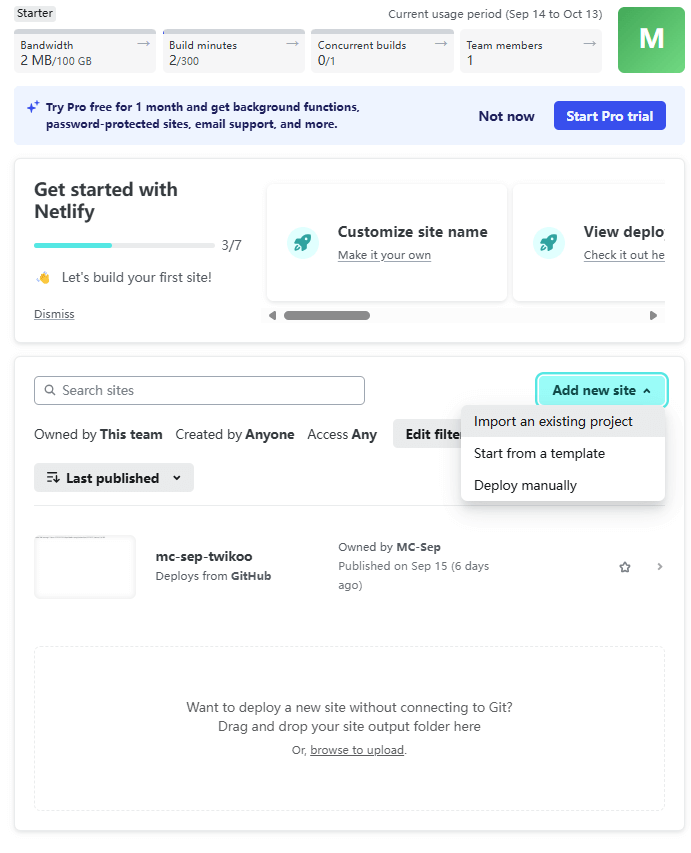 Starter
Current usage period (Sep 14 to Oct 13)
Bandwidth
2 MB/100 GB
Build minutes
2/300
Concurrent builds
0/1
Team members
1
M
Try Pro free for 1 month and get background functions,
password-protected sites, email support, and more.
Not now
Start Pro trial
Get started with
Netlify
3/7
👋 Let's build your first site!
Dismiss
Customize site name
Make it your own
View deplo
Check it out he
Search sites
Add new site
Import an existing project
Start from a template
Deploy manually
Owned by This team Created by Anyone Access Any
Edit filte
Last published
mc-sep-twikoo
Deploys from GitHub
Owned by MC-Sep
Published on Sep 15 (6 days
ago)
Want to deploy a new site without connecting to Git?
Drag and drop your site output folder here
Or, browse to upload.